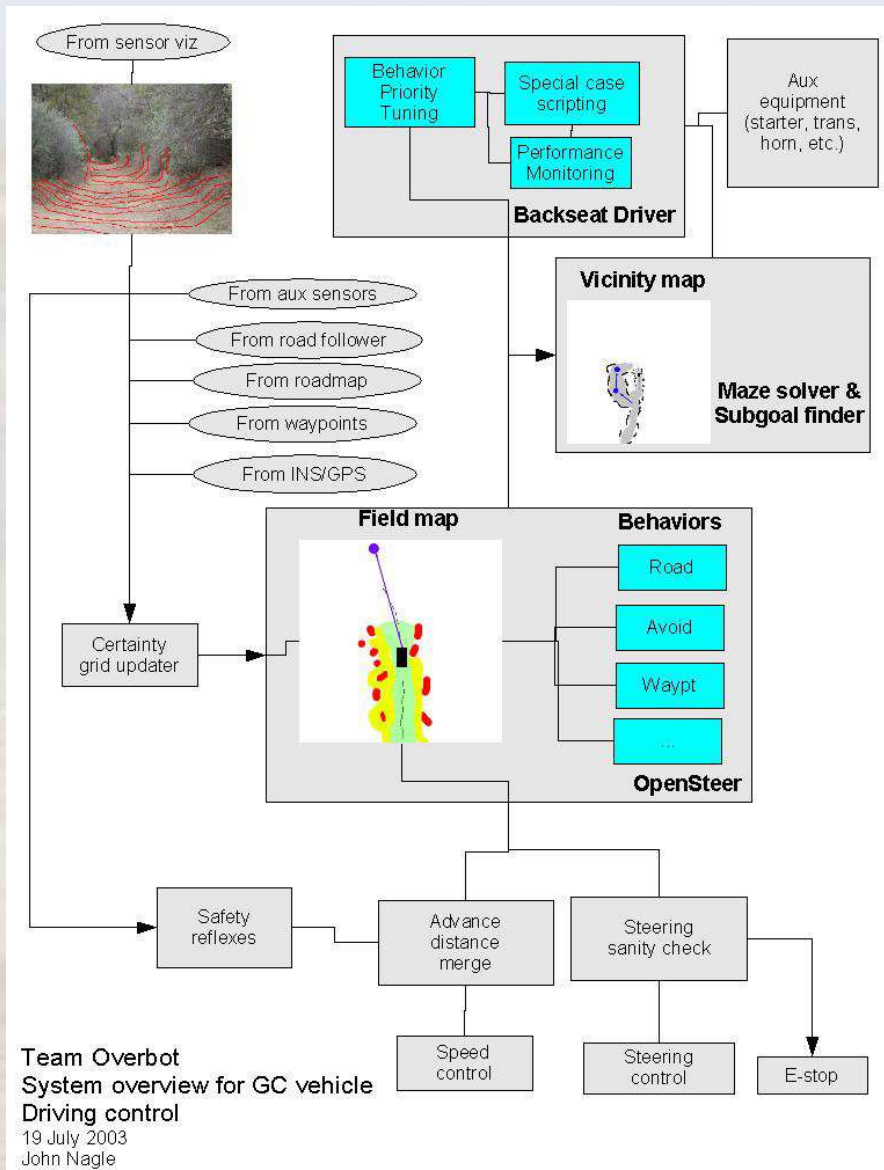 From sensor viz
Behavior
Priority
Tuning
Special case
scripting
Performance
Monitoring
Backseat Driver
Aux
equipment
(starter, trans,
horn, etc.)
From aux sensors
From road follower
From roadmap
From waypoints
From INS/GPS
Vicinity map
Maze solver &
Subgoal finder
Field map
Behaviors
Road
Avoid
Waypt
...
OpenSteer
Certainty
grid updater
Safety
reflexes
Advance
distance
merge
Steering
sanity check
Speed
control
Steering
control
E-stop
Team Overbot
System overview for GC vehicle
Driving control
19 July 2003
John Nagle